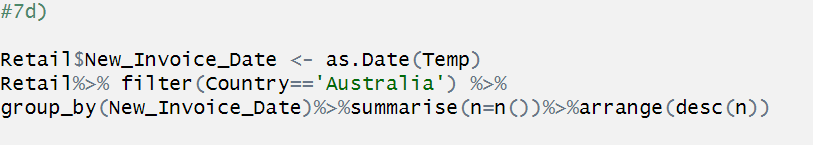 #7d)
Retail$New_Invoice_Date <- as.Date(Temp)
Retail%>% filter(Country=='Australia') %>%
group_by(New_Invoice_Date)%>%summarise(n=n())%>%arrange(desc(n))